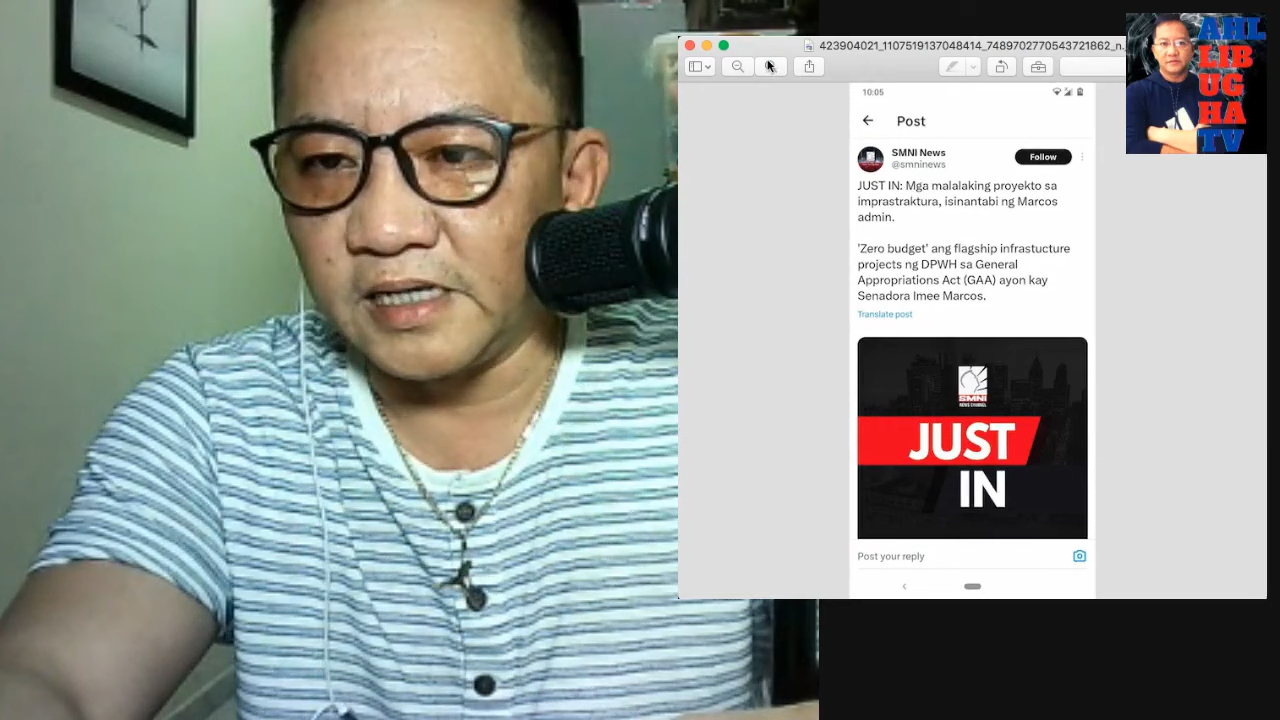 423904021_1107519137048414_7489702770543721862_n.
10:05
Post
SMNI News
@smninews
Follow
JUST IN: Mga malalaking proyekto sa
imprastraktura, isinantabi ng Marcos
admin.
'Zero budget' ang flagship infrastucture
projects ng DPWH sa General
Appropriations Act (GAA) ayon kay
Senadora Imee Marcos.
Translate post
SMNI
NEWS CHANNEL
JUST
IN
Post your reply
AHL
LIB
UG
HA
TV